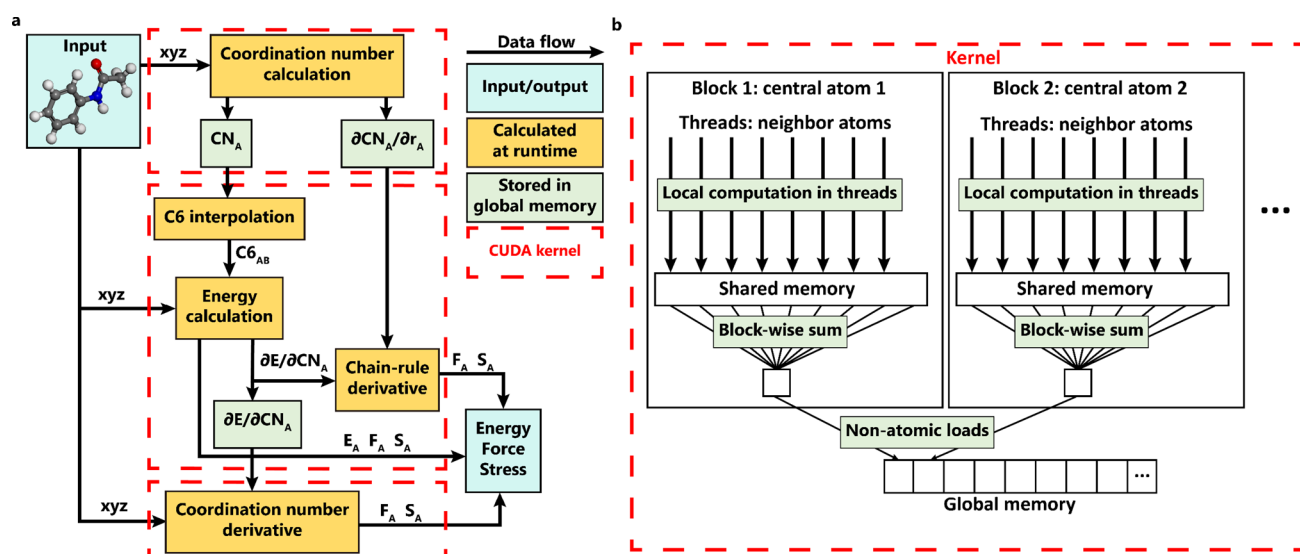 a
Input
xyz
Coordination number
calculation
CN_A
∂CN_A/∂r_A
C6 interpolation
C6_AB
xyz
Energy
calculation
∂E/∂CN_A
Chain-rule
derivative
F_A S_A
∂E/∂CN_A
E_A F_A S_A
Energy
Force
Stress
xyz
Coordination number
derivative
F_A S_A
Data flow
Input/output
Calculated
at runtime
Stored in
global memory
CUDA kernel
b
Kernel
Block 1: central atom 1
Threads: neighbor atoms
Local computation in threads
Shared memory
Block-wise sum
Block 2: central atom 2
Threads: neighbor atoms
Local computation in threads
Shared memory
Block-wise sum
...
Non-atomic loads
...
Global memory